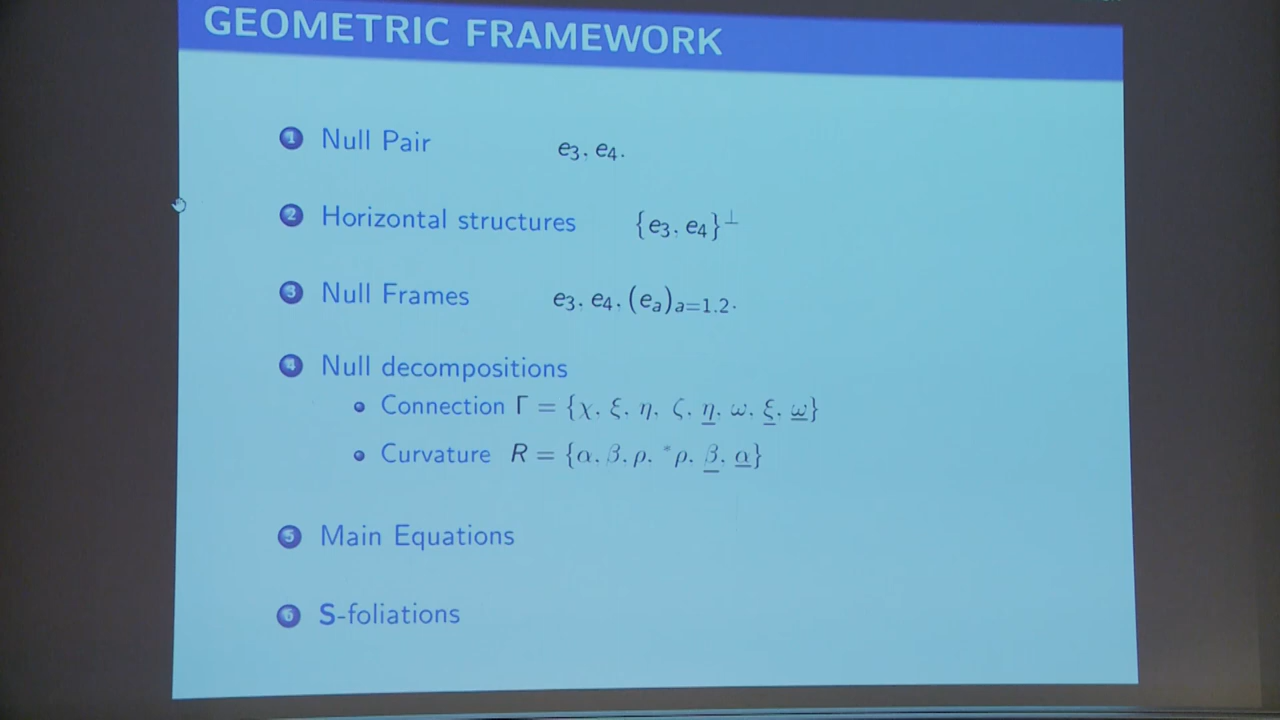 GEOMETRIC FRAMEWORK
1 Null Pair e₃, e₄.
2 Horizontal structures {e₃, e₄}⊥
3 Null Frames e₃, e₄, (eₐ)ₐ₌₁,₂.
4 Null decompositions
• Connection Γ = {χ, ξ, η, ζ, η̲, ω, ξ̲, ω̲}
• Curvature R = {α, β, ρ, *ρ, β̲, α̲}
5 Main Equations
6 S-foliations